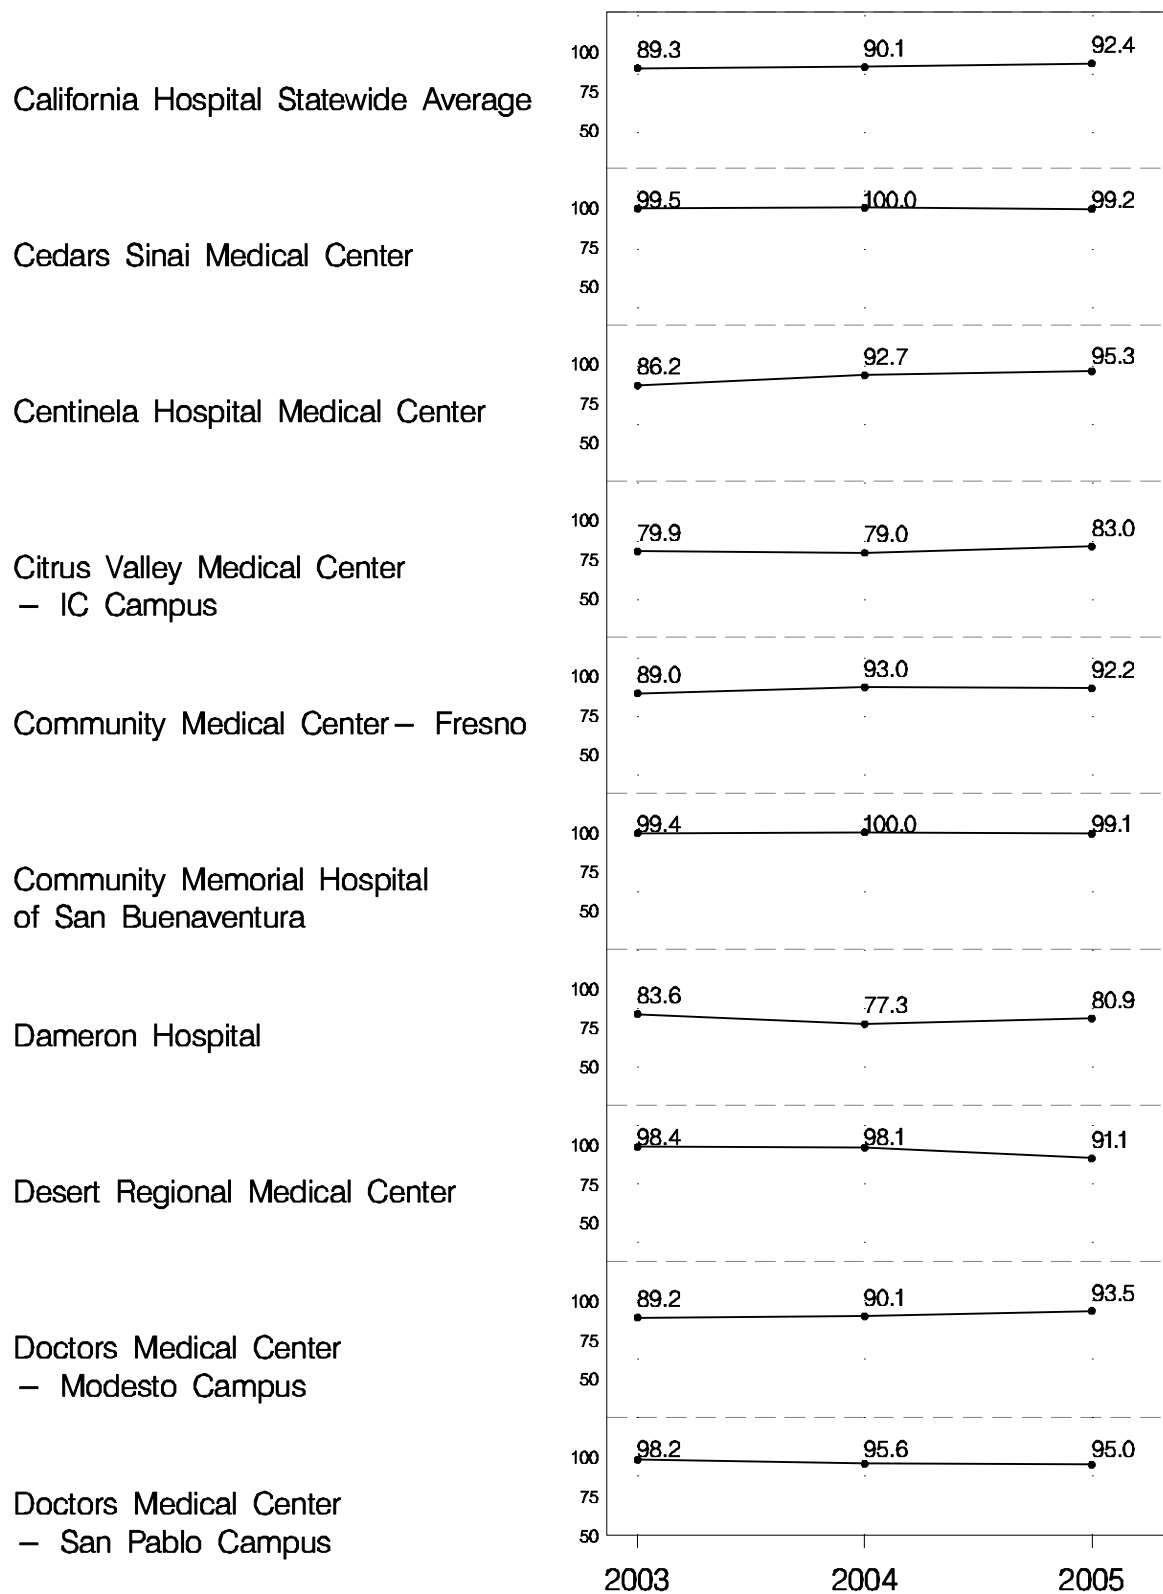 100 89.3 90.1 92.4
75
California Hospital Statewide Average
50
100 99.5 100.0 99.2
75
Cedars Sinai Medical Center
50
100 86.2 92.7 95.3
75
Centinela Hospital Medical Center
50
100 79.9 79.0 83.0
75
Citrus Valley Medical Center
– IC Campus
50
100 89.0 93.0 92.2
75
Community Medical Center – Fresno
50
100 99.4 100.0 99.1
75
Community Memorial Hospital
of San Buenaventura
50
100 83.6 77.3 80.9
75
Dameron Hospital
50
100 98.4 98.1 91.1
75
Desert Regional Medical Center
50
100 89.2 90.1 93.5
75
Doctors Medical Center
– Modesto Campus
50
100 98.2 95.6 95.0
75
Doctors Medical Center
– San Pablo Campus
50
2003 2004 2005